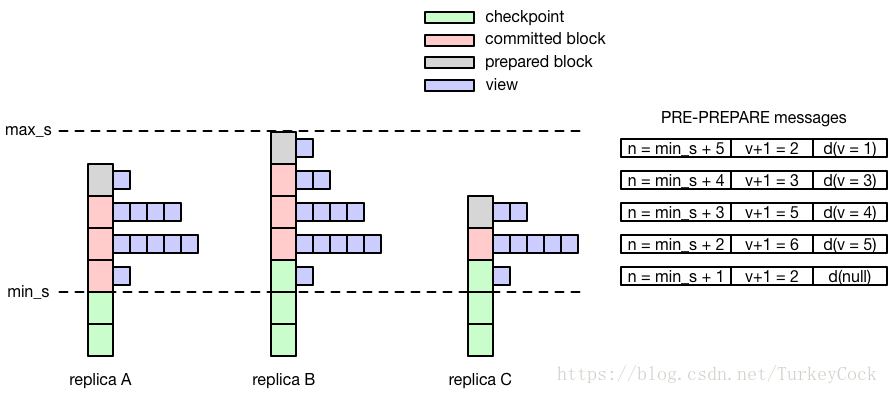 checkpoint
committed block
prepared block
view
PRE-PREPARE messages
max_s
n = min_s + 5 v+1 = 2 d(v = 1)
n = min_s + 4 v+1 = 3 d(v = 3)
n = min_s + 3 v+1 = 5 d(v = 4)
n = min_s + 2 v+1 = 6 d(v = 5)
n = min_s + 1 v+1 = 2 d(null)
min_s
replica A replica B replica C
https://blog.csdn.net/TurkeyCock